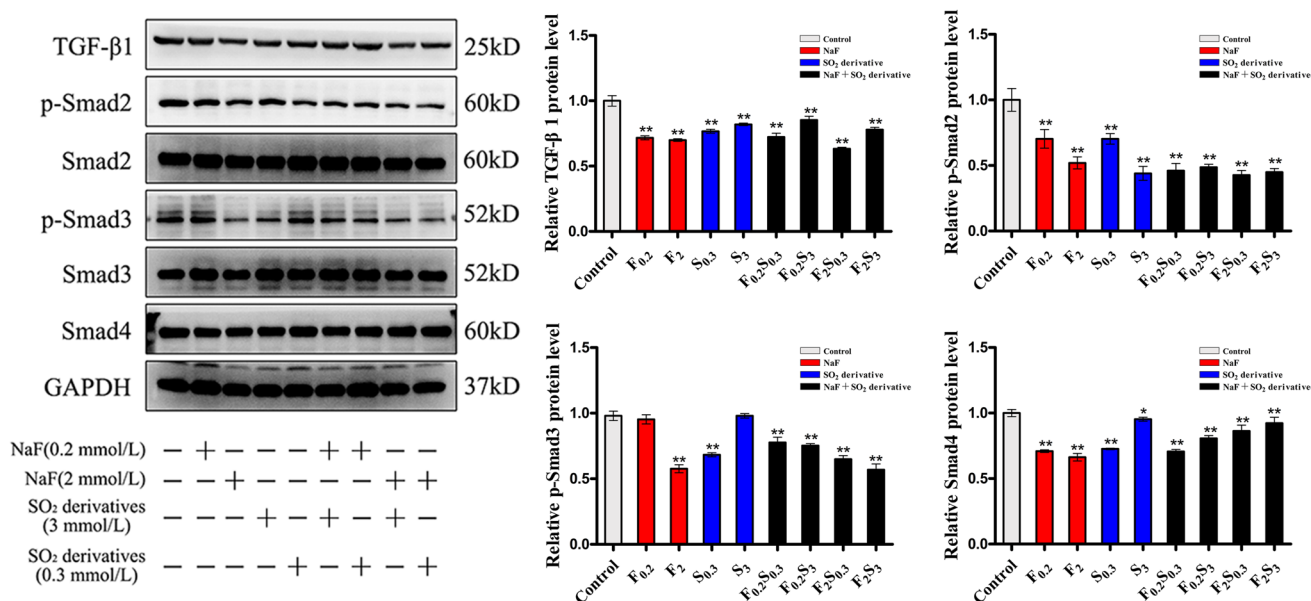 TGF-β1 25kD
p-Smad2 60kD
Smad2 60kD
p-Smad3 52kD
Smad3 52kD
Smad4 60kD
GAPDH 37kD
NaF(0.2 mmol/L) — + — — — + + — —
NaF(2 mmol/L) — — + — — — — + +
SO₂ derivatives
(3 mmol/L) — — — + — + — + —
SO₂ derivatives
(0.3 mmol/L) — — — — + — + — +
Relative TGF-β 1 protein level
1.5
1.0
0.5
0.0
Control
NaF
SO₂ derivative
NaF+SO₂ derivative
** ** ** ** ** ** ** **
Control F₀.₂ F₂ S₀.₃ S₃ F₀.₂S₀.₃ F₀.₂S₃ F₂S₀.₃ F₂S₃
Relative p-Smad2 protein level
1.5
1.0
0.5
0.0
Control
NaF
SO₂ derivative
NaF+SO₂ derivative
** ** ** ** ** ** ** **
Control F₀.₂ F₂ S₀.₃ S₃ F₀.₂S₀.₃ F₀.₂S₃ F₂S₀.₃ F₂S₃
Relative p-Smad3 protein level
1.5
1.0
0.5
0.0
Control
NaF
SO₂ derivative
NaF+SO₂ derivative
** ** ** ** ** **
Control F₀.₂ F₂ S₀.₃ S₃ F₀.₂S₀.₃ F₀.₂S₃ F₂S₀.₃ F₂S₃
Relative Smad4 protein level
1.5
1.0
0.5
0.0
Control
NaF
SO₂ derivative
NaF+SO₂ derivative
** ** ** * ** ** ** **
Control F₀.₂ F₂ S₀.₃ S₃ F₀.₂S₀.₃ F₀.₂S₃ F₂S₀.₃ F₂S₃